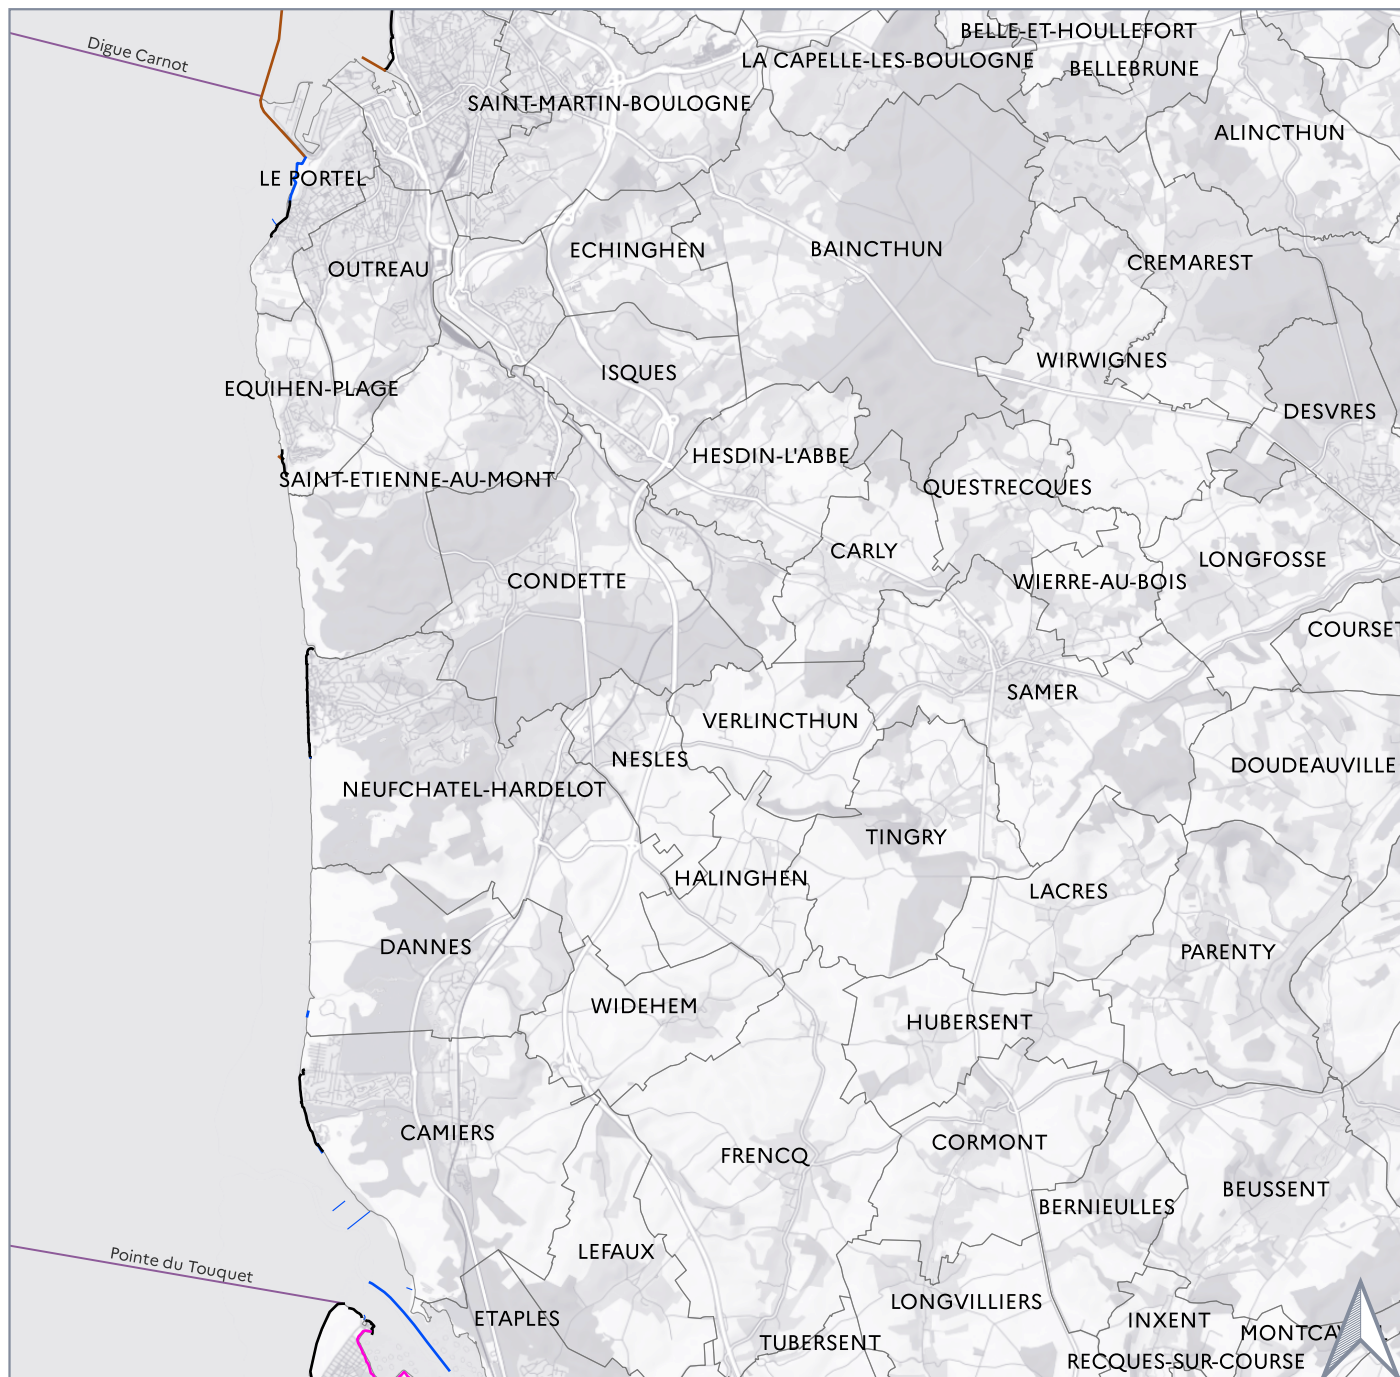 BELLE-ET-HOULLEFORT
Digue Carnot
LA CAPELLE-LES-BOULOGNE
BELLEBRUNE
SAINT-MARTIN-BOULOGNE
ALINCTHUN
LE PORTEL
ECHINGHEN
BAINCTHUN
CREMAREST
OUTREAU
WIRWIGNES
ISQUES
EQUIHEN-PLAGE
DESVRES
HESDIN-L'ABBE
SAINT-ETIENNE-AU-MONT
QUESTRECQUES
CARLY
LONGFOSSE
CONDETTE
WIERRE-AU-BOIS
COURSET
SAMER
VERLINCTHUN
NESLES
DOUDEAUVILLE
NEUFCHATEL-HARDELOT
TINGRY
HALINGHEN
LACRES
DANNES
PARENTY
WIDEHEM
HUBERSENT
CAMIERS
CORMONT
FRENCQ
BEUSSENT
BERNIEULLES
LEFAUX
Pointe du Touquet
LONGVILLIERS
ETAPLES
INXENT
MONTCAV
TUBERSENT
RECQUES-SUR-COURSE